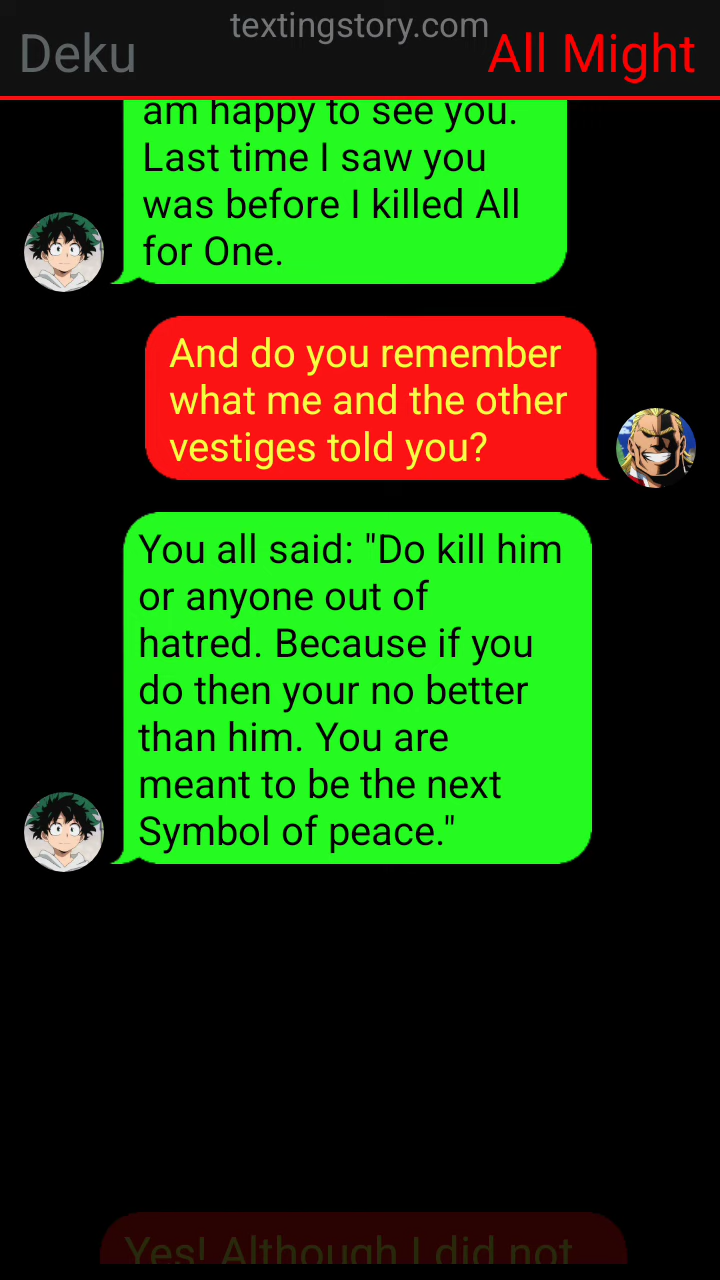 textingstory.com
Deku
All Might
am happy to see you.
Last time I saw you
was before I killed All
for One.
And do you remember
what me and the other
vestiges told you?
You all said: "Do kill him
or anyone out of
hatred. Because if you
do then your no better
than him. You are
meant to be the next
Symbol of peace."
Yes! Although I did not